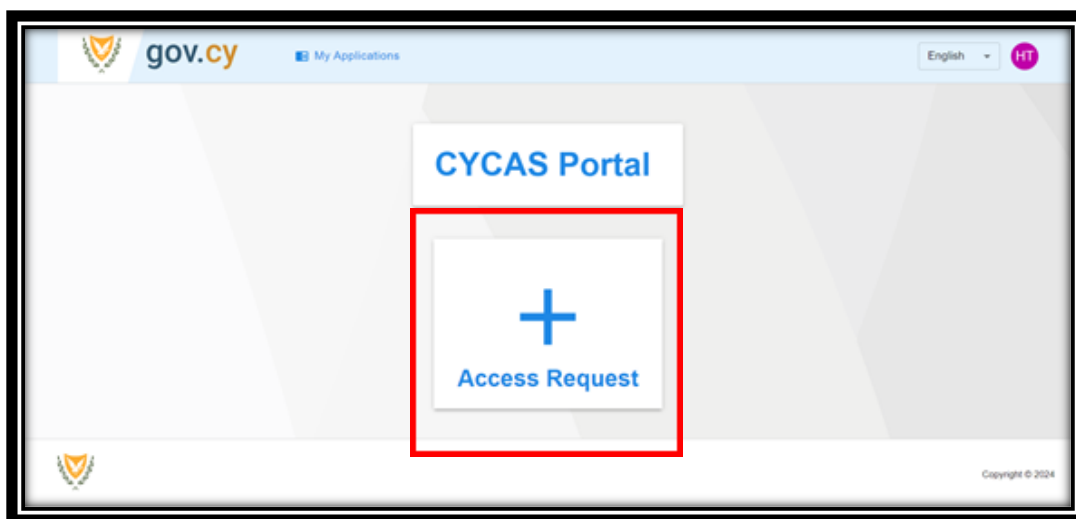 gov.cy
My Applications
English
HT
CYCAS Portal
Access Request
Copyright © 2024